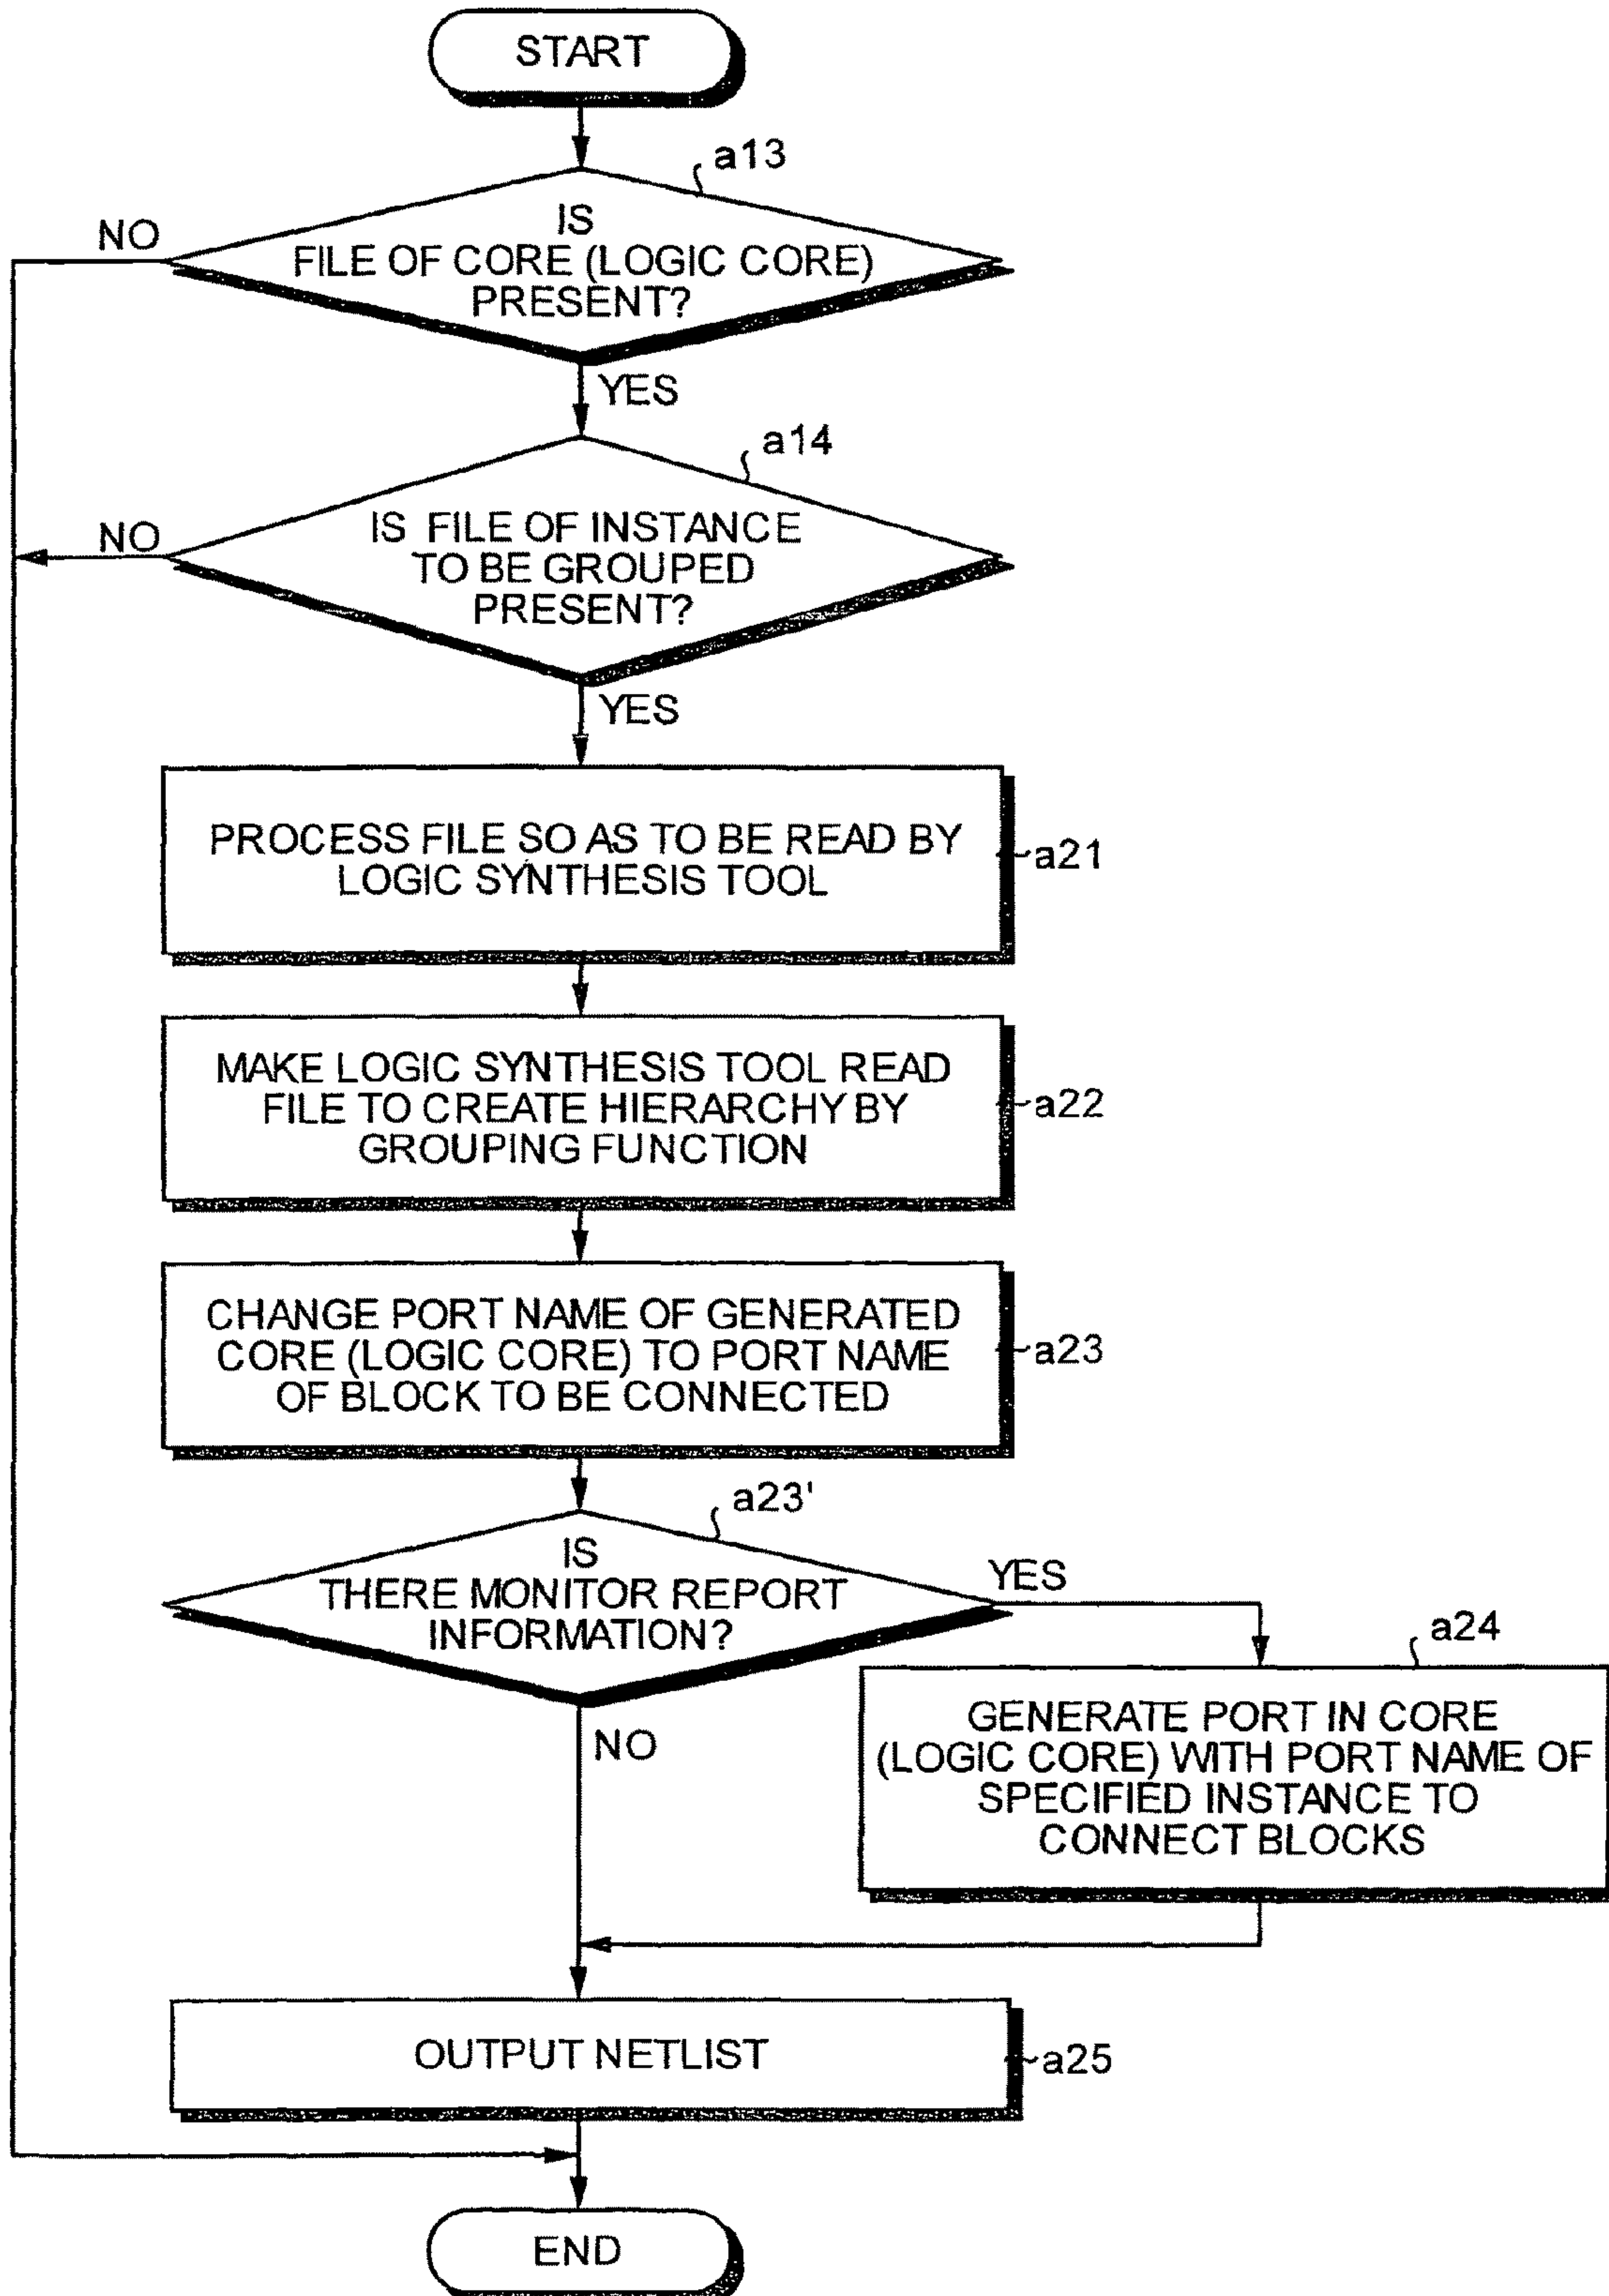 START
a13
NO
IS
FILE OF CORE (LOGIC CORE)
PRESENT?
YES
a14
NO
IS FILE OF INSTANCE
TO BE GROUPED
PRESENT?
YES
PROCESS FILE SO AS TO BE READ BY
LOGIC SYNTHESIS TOOL
a21
MAKE LOGIC SYNTHESIS TOOL READ
FILE TO CREATE HIERARCHY BY
GROUPING FUNCTION
a22
CHANGE PORT NAME OF GENERATED
CORE (LOGIC CORE) TO PORT NAME
OF BLOCK TO BE CONNECTED
a23
a23'
IS
THERE MONITOR REPORT
INFORMATION?
YES
NO
a24
GENERATE PORT IN CORE
(LOGIC CORE) WITH PORT NAME OF
SPECIFIED INSTANCE TO
CONNECT BLOCKS
OUTPUT NETLIST
a25
END